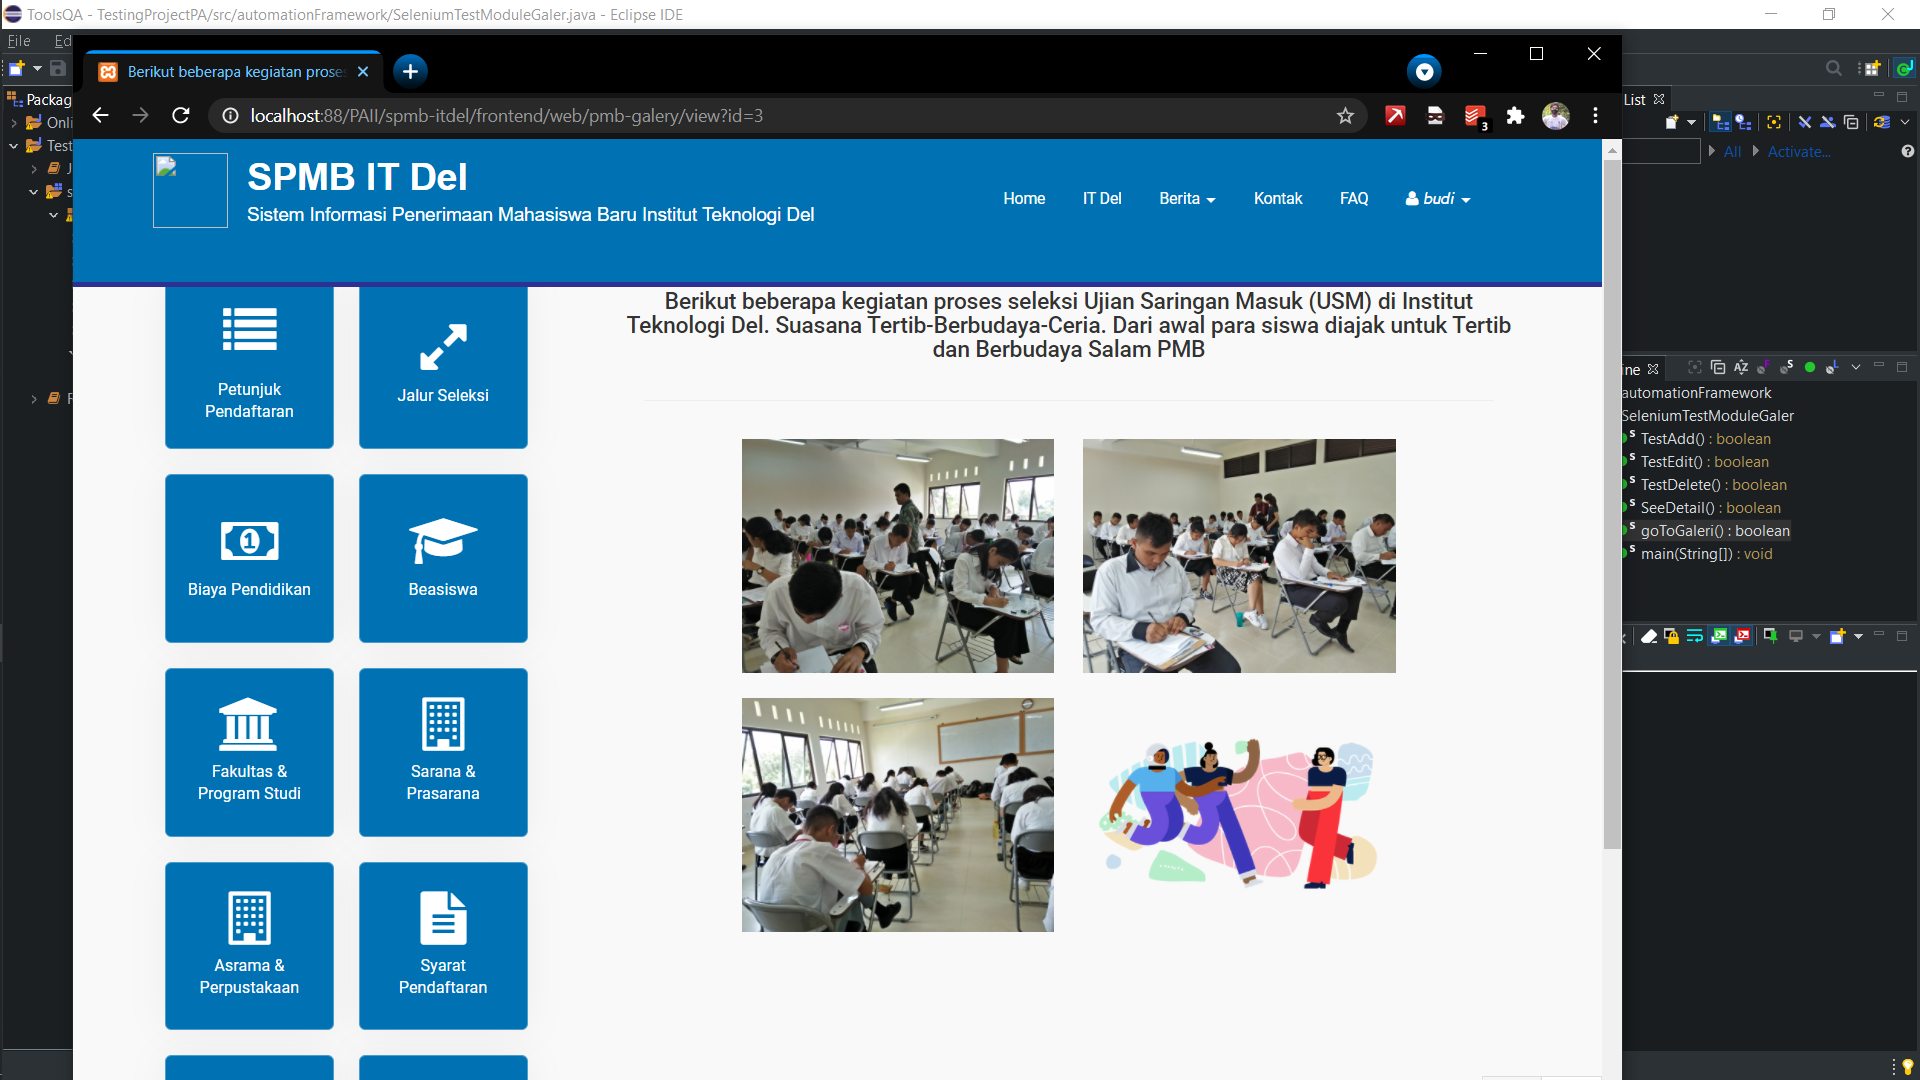 ToolsQA - TestingProjectPA/src/automationFramework/SeleniumTestModuleGaler.java - Eclipse IDE
File Ed
Berikut beberapa kegiatan prose
localhost:88/PAII/spmb-itdel/frontend/web/pmb-galery/view?id=3
3
Packag
Onli
Test
J
s
F
SPMB IT Del
Sistem Informasi Penerimaan Mahasiswa Baru Institut Teknologi Del
Home
IT Del
Berita
Kontak
FAQ
budi
Berikut beberapa kegiatan proses seleksi Ujian Saringan Masuk (USM) di Institut
Teknologi Del. Suasana Tertib-Berbudaya-Ceria. Dari awal para siswa diajak untuk Tertib
dan Berbudaya Salam PMB
Petunjuk
Pendaftaran
Jalur Seleksi
Biaya Pendidikan
Beasiswa
Fakultas &
Program Studi
Sarana &
Prasarana
Asrama &
Perpustakaan
Syarat
Pendaftaran
List
All
Activate...
ine
automationFramework
SeleniumTestModuleGaler
TestAdd() : boolean
TestEdit() : boolean
TestDelete() : boolean
SeeDetail() : boolean
goToGaleri() : boolean
main(String[]) : void